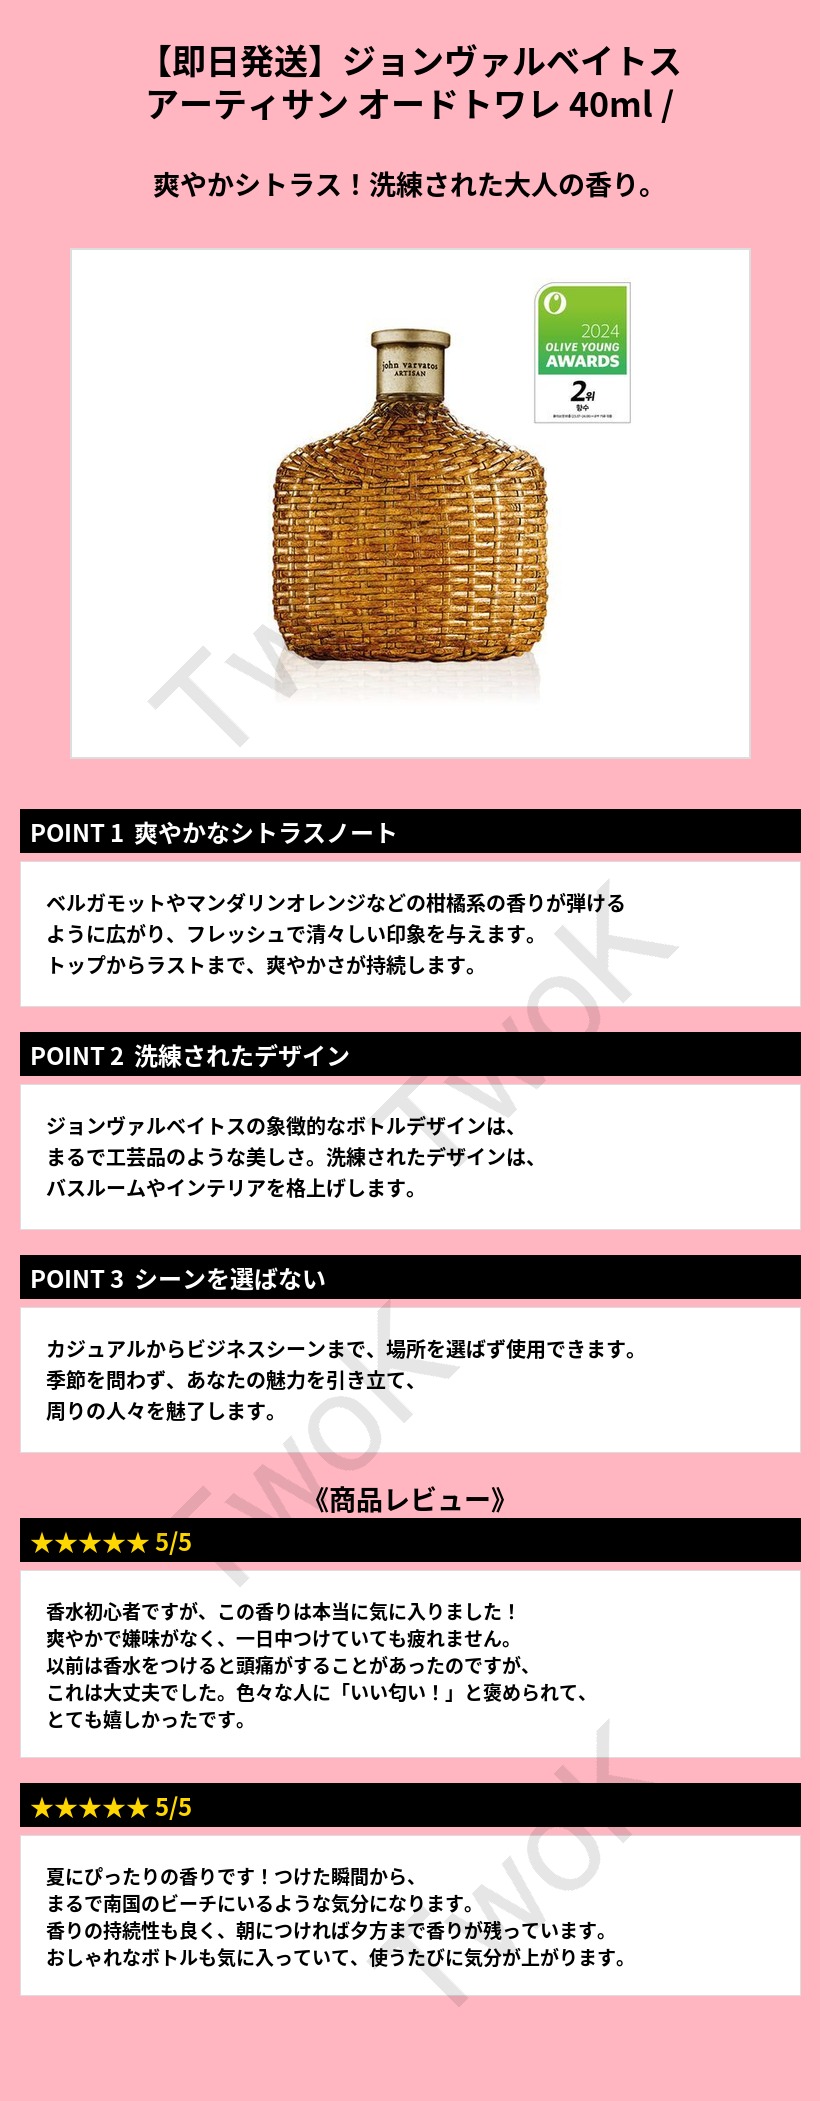 【即日発送】ジョンヴァルベイトス
アーティサン オードトワレ 40ml /
爽やかシトラス！洗練された大人の香り。
O
2024
OLIVE YOUNG
AWARDS
2위
향수
john varvatos
ARTISAN
Tw
POINT 1 爽やかなシトラスノート
ベルガモットやマンダリンオレンジなどの柑橘系の香りが弾ける
ように広がり、フレッシュで清々しい印象を与えます。
トップからラストまで、爽やかさが持続します。
TwoK
POINT 2 洗練されたデザイン
ジョンヴァルベイトスの象徴的なボトルデザインは、
まるで工芸品のような美しさ。洗練されたデザインは、
バスルームやインテリアを格上げします。
POINT 3 シーンを選ばない
カジュアルからビジネスシーンまで、場所を選ばず使用できます。
季節を問わず、あなたの魅力を引き立て、
周りの人々を魅了します。
TwoK
《商品レビュー》
★★★★★ 5/5
香水初心者ですが、この香りは本当に気に入りました！
爽やかで嫌味がなく、一日中つけていても疲れません。
以前は香水をつけると頭痛がすることがあったのですが、
これは大丈夫でした。色々な人に「いい匂い！」と褒められて、
とても嬉しかったです。
★★★★★ 5/5
夏にぴったりの香りです！つけた瞬間から、
まるで南国のビーチにいるような気分になります。
香りの持続性も良く、朝につければ夕方まで香りが残っています。
おしゃれなボトルも気に入っていて、使うたびに気分が上がります。
TwoK